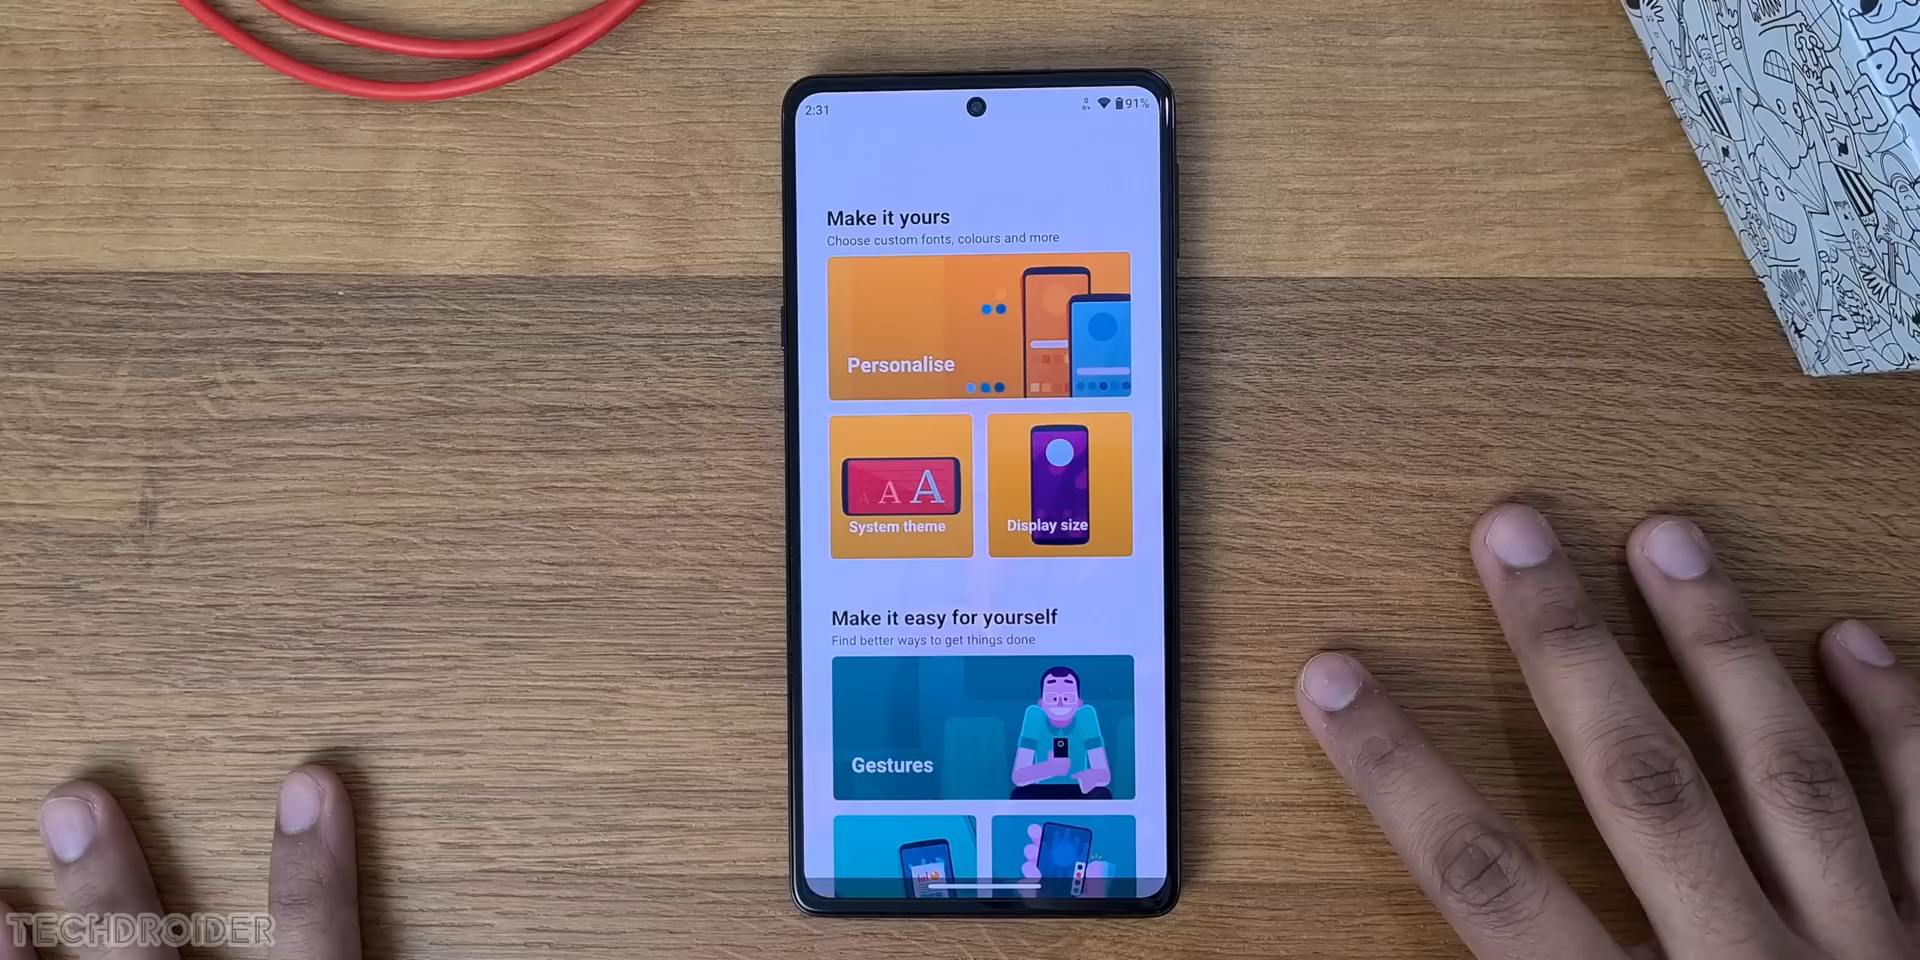 2:31
91%
Make it yours
Choose custom fonts, colours and more
Personalise
A A A
System theme
Display size
Make it easy for yourself
Find better ways to get things done
Gestures
TECHDROIDER